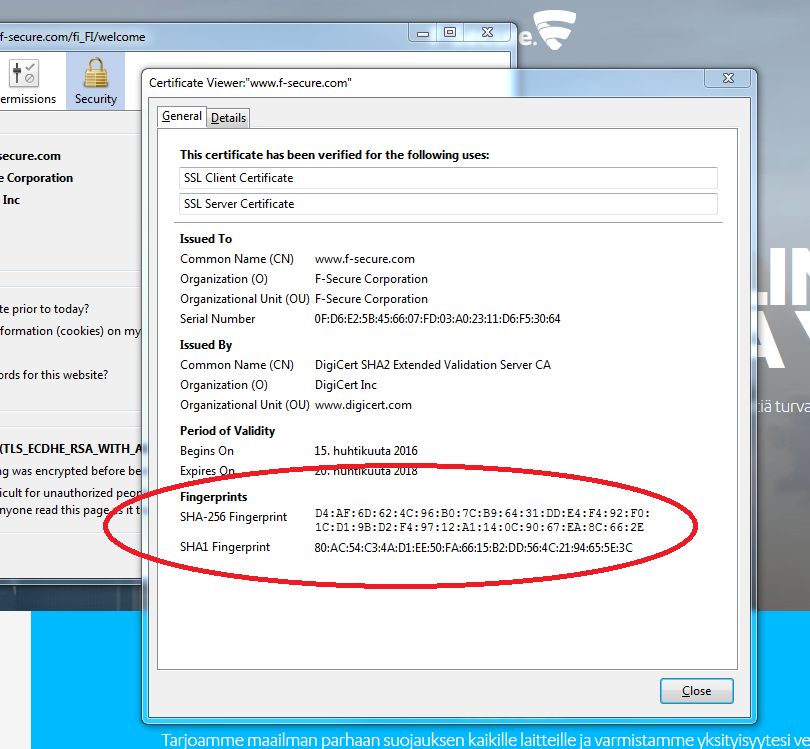 f-secure.com/fi_FI/welcome
e.
ermissions
Security
secure.com
e Corporation
Inc
te prior to today?
formation (cookies) on my
ords for this website?
(TLS_ECDHE_RSA_WITH_A
ng was encrypted before be
icult for unauthorized peop
nyone read this page as it t
Certificate Viewer:"www.f-secure.com"
General Details
This certificate has been verified for the following uses:
SSL Client Certificate
SSL Server Certificate
Issued To
Common Name (CN) www.f-secure.com
Organization (O) F-Secure Corporation
Organizational Unit (OU) F-Secure Corporation
Serial Number 0F:D6:E2:5B:45:66:07:FD:03:A0:23:11:D6:F5:30:64
Issued By
Common Name (CN) DigiCert SHA2 Extended Validation Server CA
Organization (O) DigiCert Inc
Organizational Unit (OU) www.digicert.com
Period of Validity
Begins On 15. huhtikuuta 2016
Expires On 20. huhtikuuta 2018
Fingerprints
SHA-256 Fingerprint D4:AF:6D:62:4C:96:B0:7C:B9:64:31:DD:E4:F4:92:F0:
1C:D1:9B:D2:F4:97:12:A1:14:0C:90:67:EA:8C:66:2E
SHA1 Fingerprint 80:AC:54:C3:4A:D1:EE:50:FA:66:15:B2:DD:56:4C:21:94:65:5E:3C
Close
LIN
A Y
iä turva
Tarjoamme maailman parhaan suojauksen kaikille laitteille ja varmistamme yksityisyytesi ve